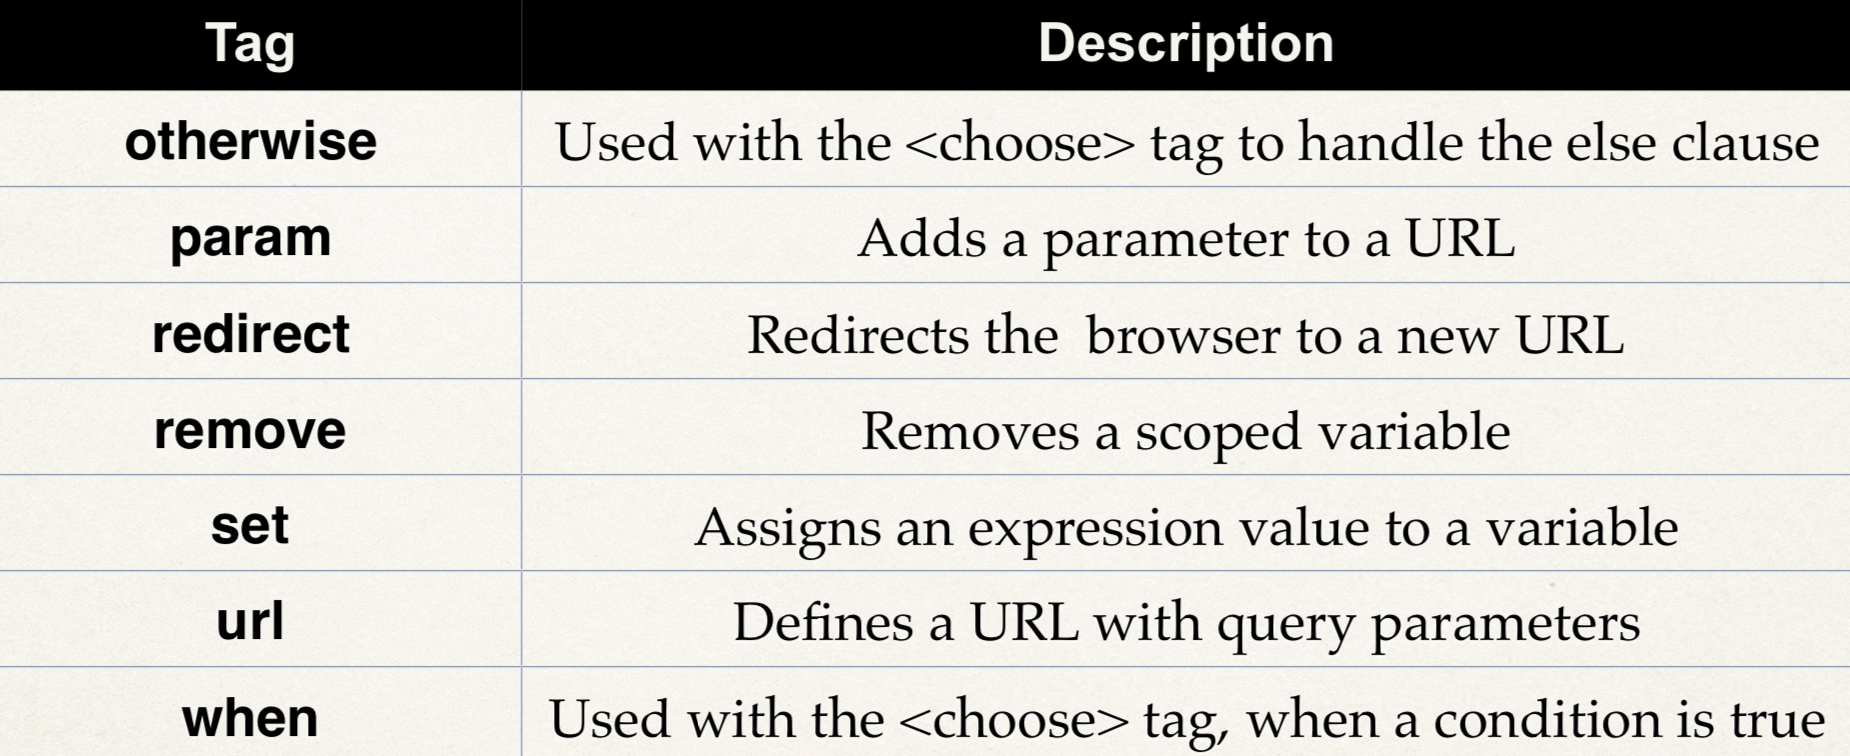 Tag Description
otherwise Used with the <choose> tag to handle the else clause
param Adds a parameter to a URL
redirect Redirects the browser to a new URL
remove Removes a scoped variable
set Assigns an expression value to a variable
url Defines a URL with query parameters
when Used with the <choose> tag, when a condition is true